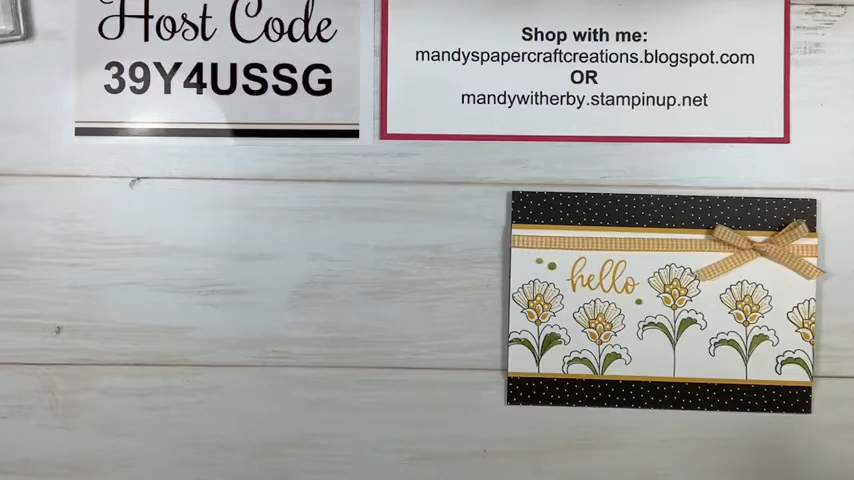 Host Code
39Y4USSG
Shop with me:
mandyspapercraftcreations.blogspot.com
OR
mandywitherby.stampinup.net
hello